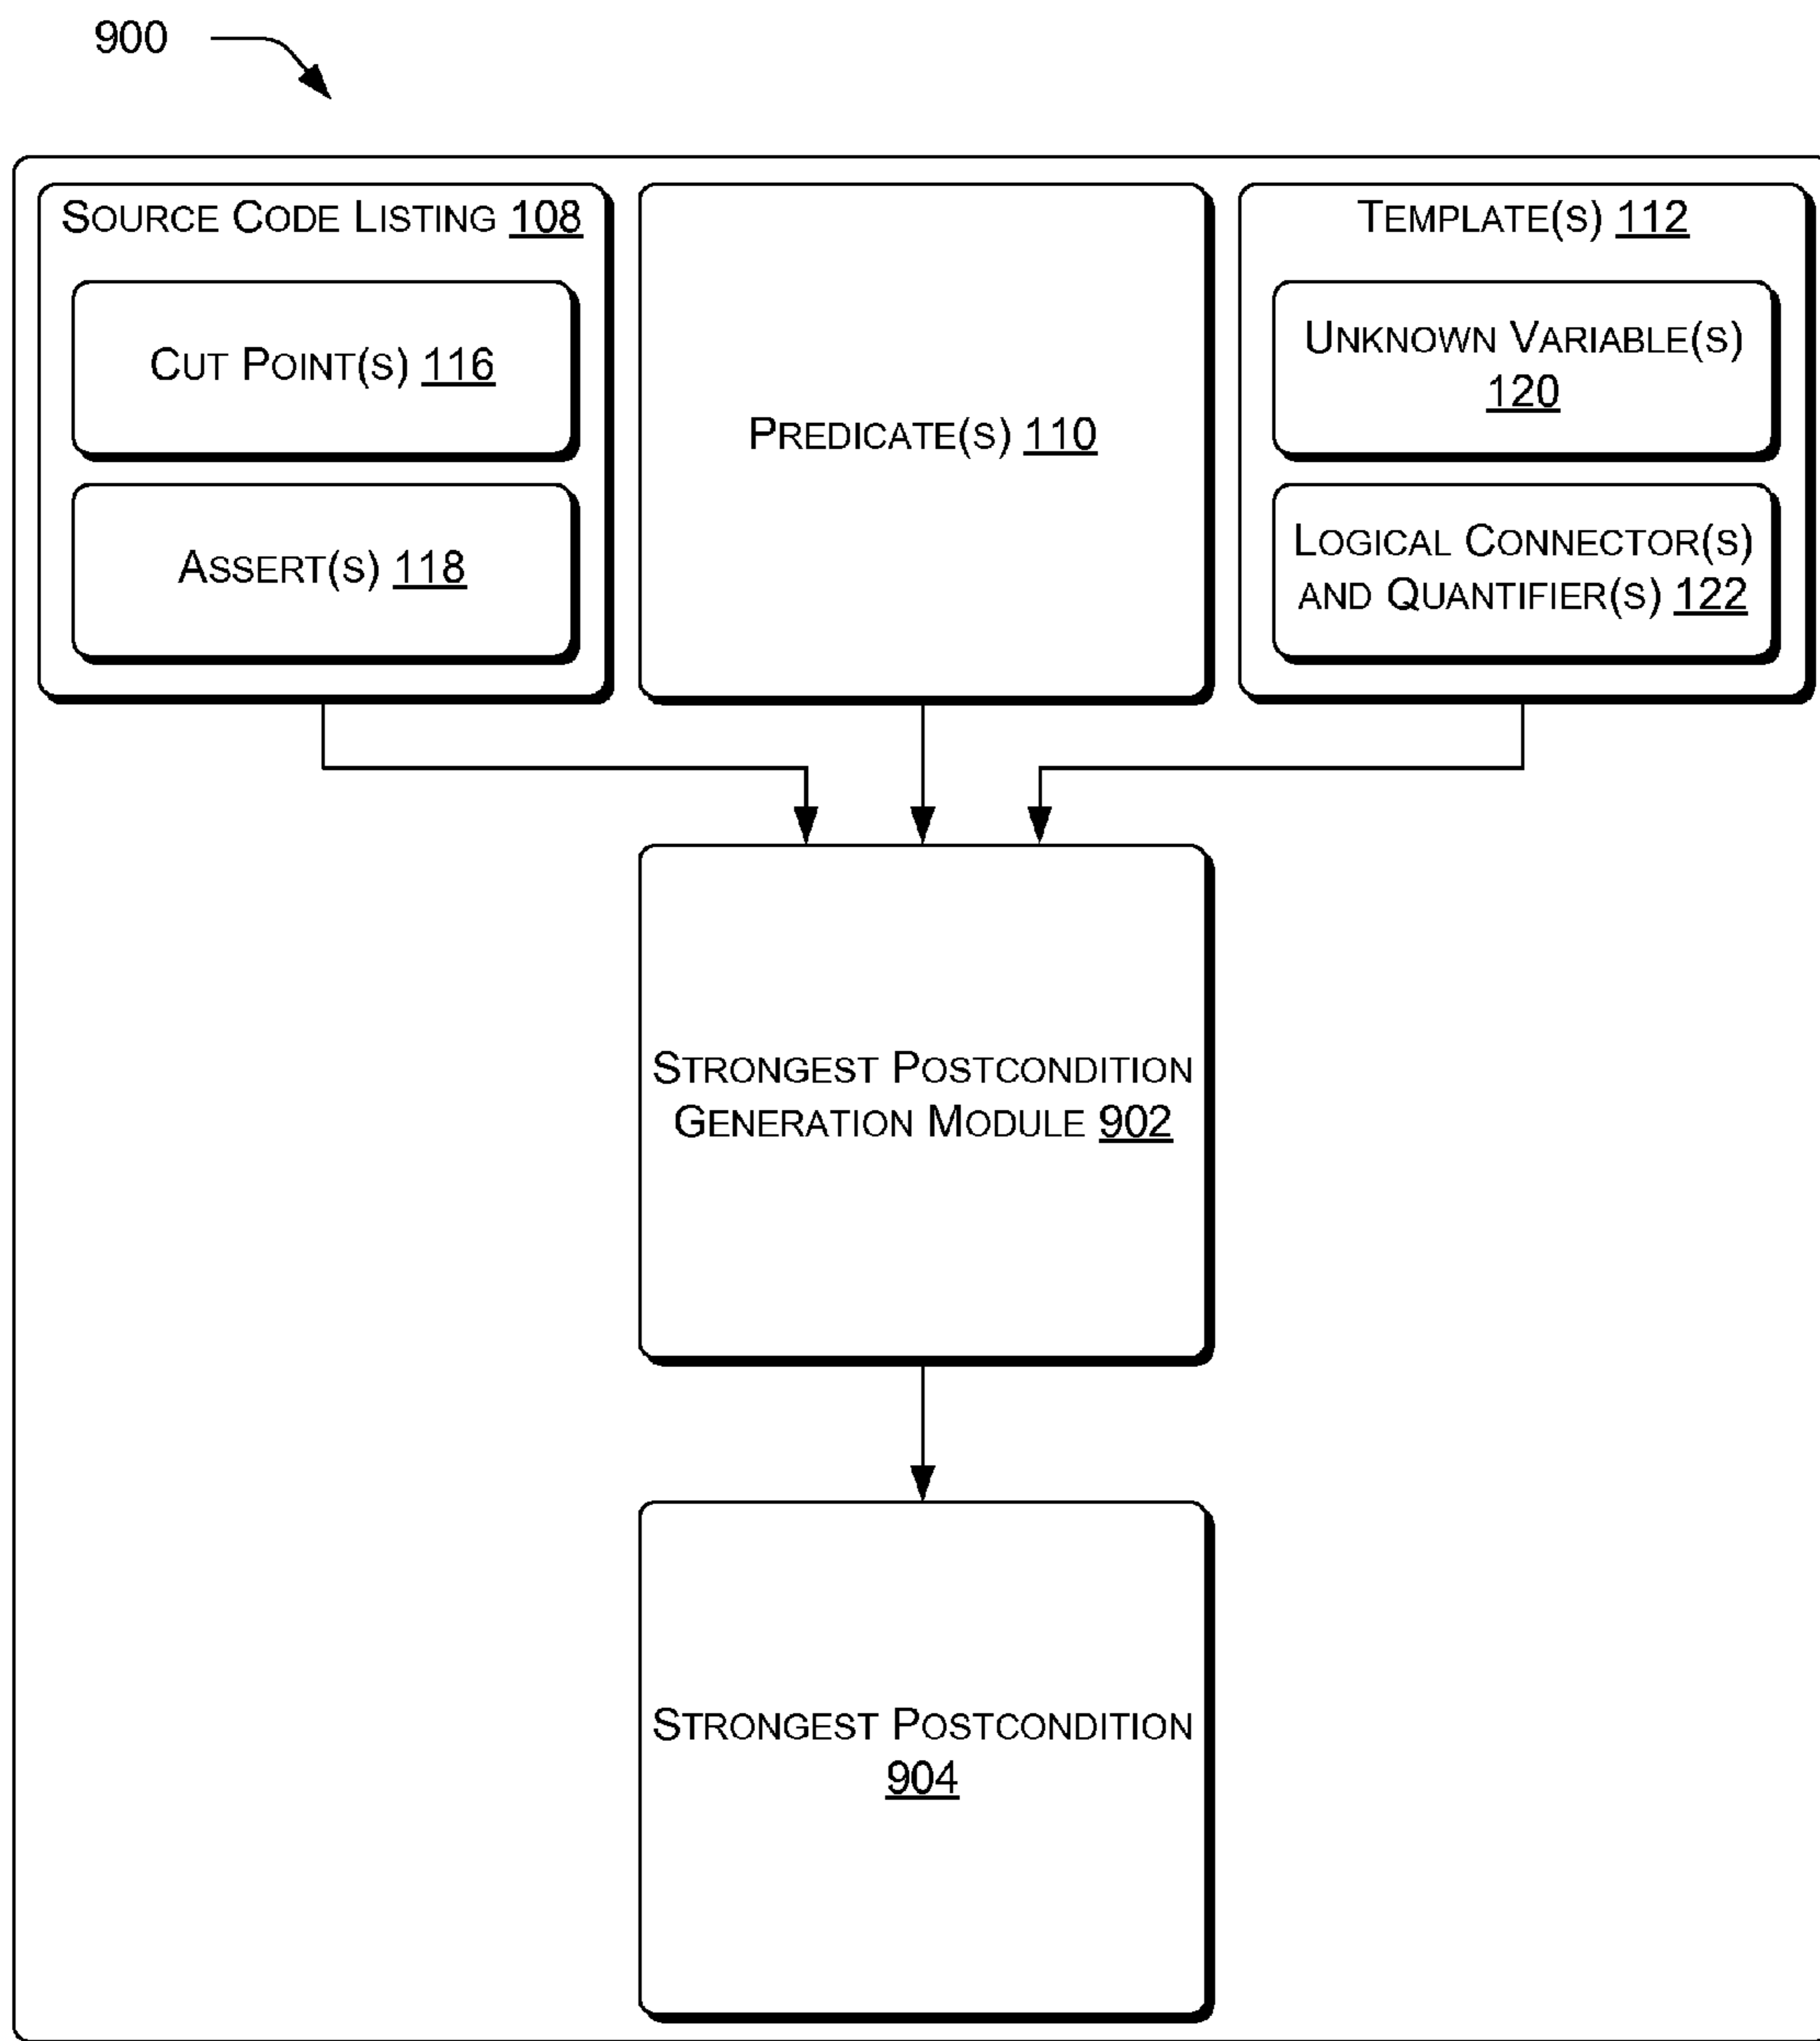 900
SOURCE CODE LISTING 108
CUT POINT(S) 116
ASSERT(S) 118
PREDICATE(S) 110
TEMPLATE(S) 112
UNKNOWN VARIABLE(S)
120
LOGICAL CONNECTOR(S)
AND QUANTIFIER(S) 122
STRONGEST POSTCONDITION
GENERATION MODULE 902
STRONGEST POSTCONDITION
904